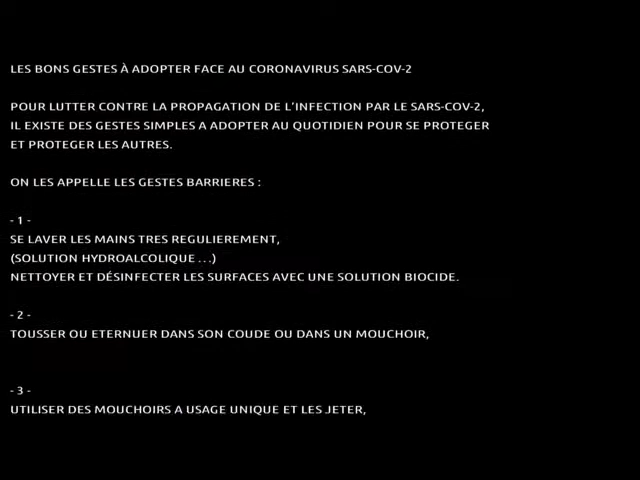 LES BONS GESTES À ADOPTER FACE AU CORONAVIRUS SARS-COV-2
POUR LUTTER CONTRE LA PROPAGATION DE L'INFECTION PAR LE SARS-COV-2,
IL EXISTE DES GESTES SIMPLES A ADOPTER AU QUOTIDIEN POUR SE PROTEGER
ET PROTEGER LES AUTRES.
ON LES APPELLE LES GESTES BARRIERES :
- 1 -
SE LAVER LES MAINS TRES REGULIEREMENT,
(SOLUTION HYDROALCOLIQUE ...)
NETTOYER ET DÉSINFECTER LES SURFACES AVEC UNE SOLUTION BIOCIDE.
- 2 -
TOUSSER OU ETERNUER DANS SON COUDE OU DANS UN MOUCHOIR,
- 3 -
UTILISER DES MOUCHOIRS A USAGE UNIQUE ET LES JETER,